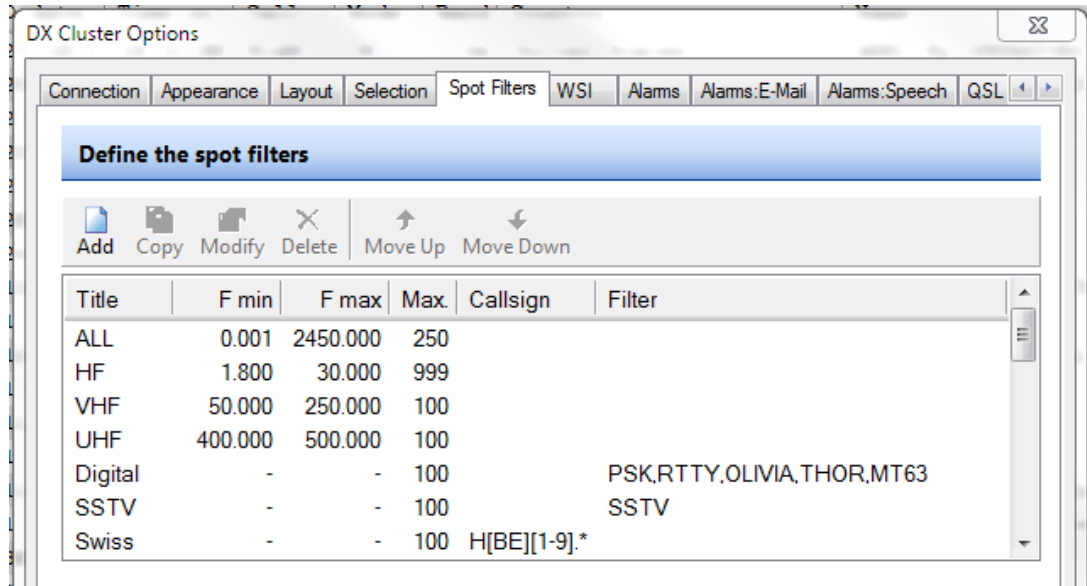 DX Cluster Options
Connection Appearance Layout Selection Spot Filters WSI Alarms Alarms:E-Mail Alarms:Speech QSL
Define the spot filters
Add Copy Modify Delete Move Up Move Down
Title F min F max Max. Callsign Filter
ALL 0.001 2450.000 250
HF 1.800 30.000 999
VHF 50.000 250.000 100
UHF 400.000 500.000 100
Digital - - 100 PSK,RTTY,OLIVIA,THOR,MT63
SSTV - - 100 SSTV
Swiss - - 100 H[BE][1-9].*